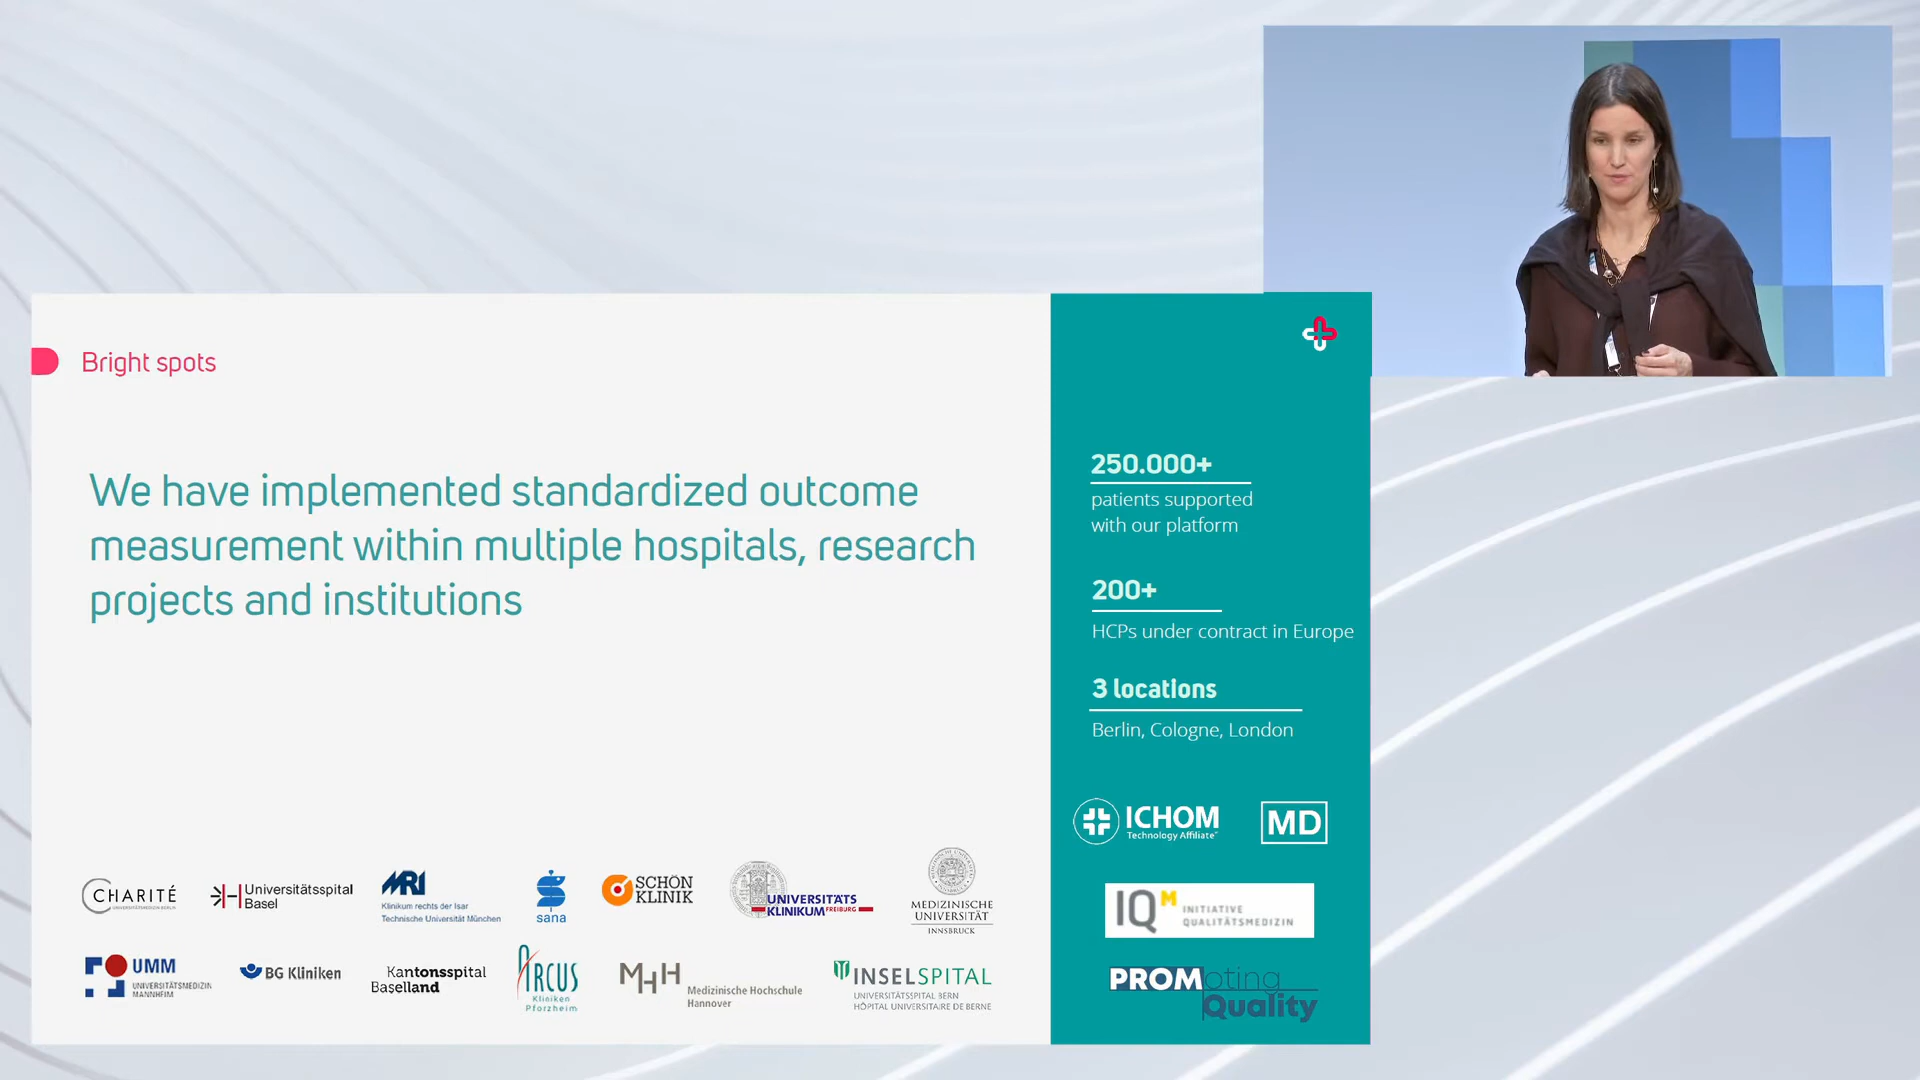 Bright spots
We have implemented standardized outcome
measurement within multiple hospitals, research
projects and institutions
250.000+
patients supported
with our platform
200+
HCPs under contract in Europe
3 locations
Berlin, Cologne, London
ICHOM
Technology Affiliate
MD
IQM INITIATIVE
QUALITÄTSMEDIZIN
PROMoting
Quality
CHARITÉ
UNIVERSITÄTSMEDIZIN BERLIN
Universitätsspital
Basel
MRI
Klinikum rechts der Isar
Technische Universität München
sana
SCHÖN
KLINIK
UNIVERSITÄTS
KLINIKUM FREIBURG
MEDIZINISCHE
UNIVERSITÄT
INNSBRUCK
UMM
UNIVERSITÄTSMEDIZIN
MANNHEIM
BG Kliniken
Kantonsspital
Baselland
ARCUS
Kliniken
Pforzheim
MHH
Medizinische Hochschule
Hannover
INSELSPITAL
UNIVERSITÄTSSPITAL BERN
HÔPITAL UNIVERSITAIRE DE BERNE